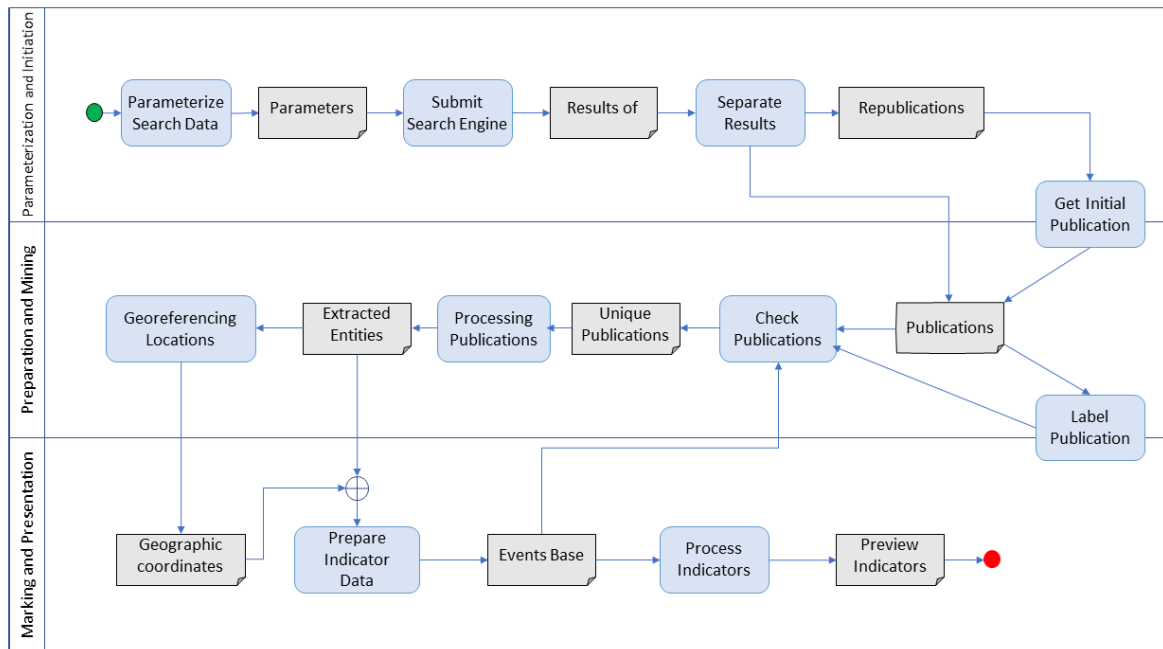 Parameterization and Initiation
Parameterize
Search Data
Parameters
Submit
Search Engine
Results of
Separate
Results
Republications
Get Initial
Publication
Preparation and Mining
Georeferencing
Locations
Extracted
Entities
Processing
Publications
Unique
Publications
Check
Publications
Publications
Label
Publication
Marking and Presentation
Geographic
coordinates
Prepare
Indicator
Data
Events Base
Process
Indicators
Preview
Indicators